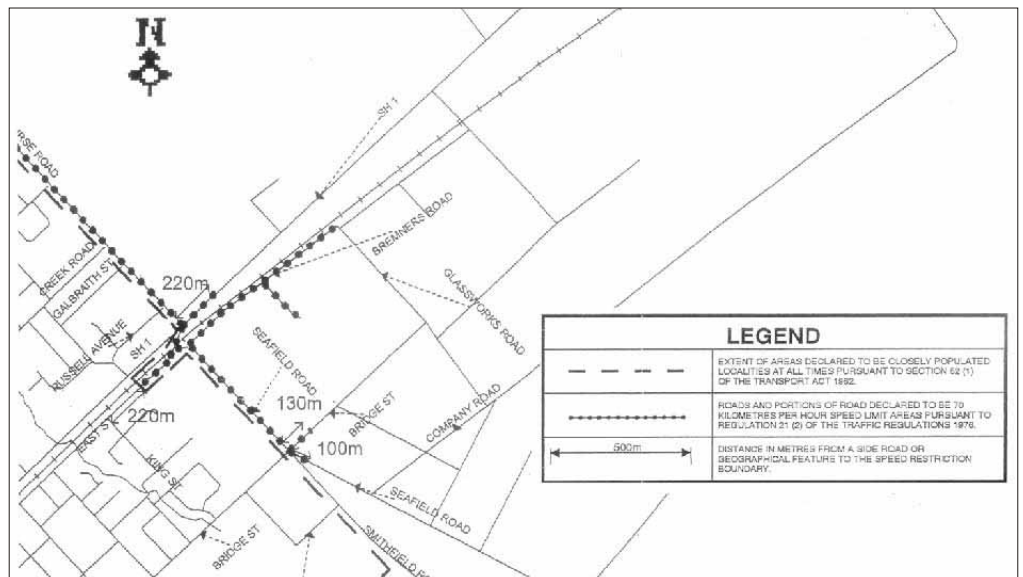 N
RSE ROAD
SH 1
BREMNERS ROAD
CREEK ROAD
GALBRAITH ST
220m
GLASSWORKS ROAD
RUSSELL AVENUE
SH 1
SEAFIELD ROAD
130m
BRIDGE ST
COMPANY ROAD
220m
EAST ST
100m
KING ST
SEAFIELD ROAD
BRIDGE ST
SMITHFIELD RO
LEGEND
EXTENT OF AREAS DECLARED TO BE CLOSELY POPULATED
LOCALITIES AT ALL TIMES PURSUANT TO SECTION 52 (1)
OF THE TRANSPORT ACT 1962.
ROADS AND PORTIONS OF ROAD DECLARED TO BE 70
KILOMETRES PER HOUR SPEED LIMIT AREAS PURSUANT TO
REGULATION 21 (2) OF THE TRAFFIC REGULATIONS 1976.
500m
DISTANCE IN METRES FROM A SIDE ROAD OR
GEOGRAPHICAL FEATURE TO THE SPEED RESTRICTION
BOUNDARY.